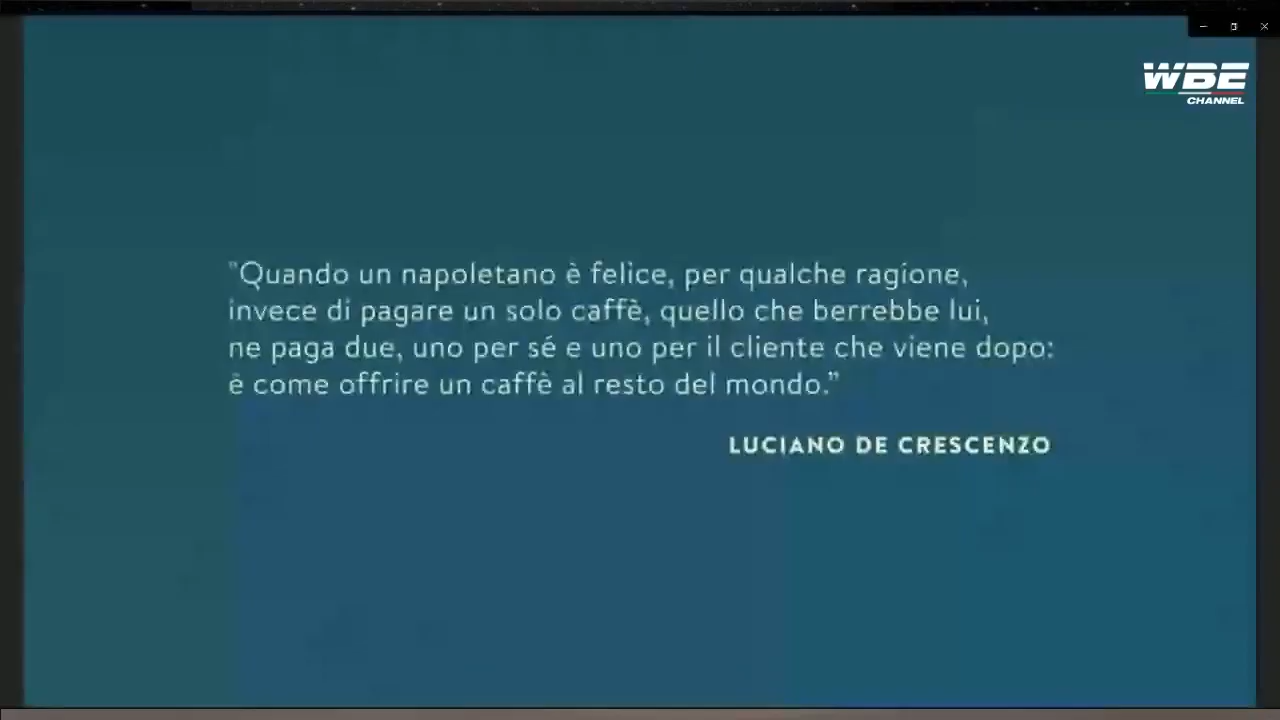 WBE
CHANNEL
"Quando un napoletano è felice, per qualche ragione,
invece di pagare un solo caffè, quello che berrebbe lui,
ne paga due, uno per sé e uno per il cliente che viene dopo:
è come offrire un caffè al resto del mondo.”
LUCIANO DE CRESCENZO